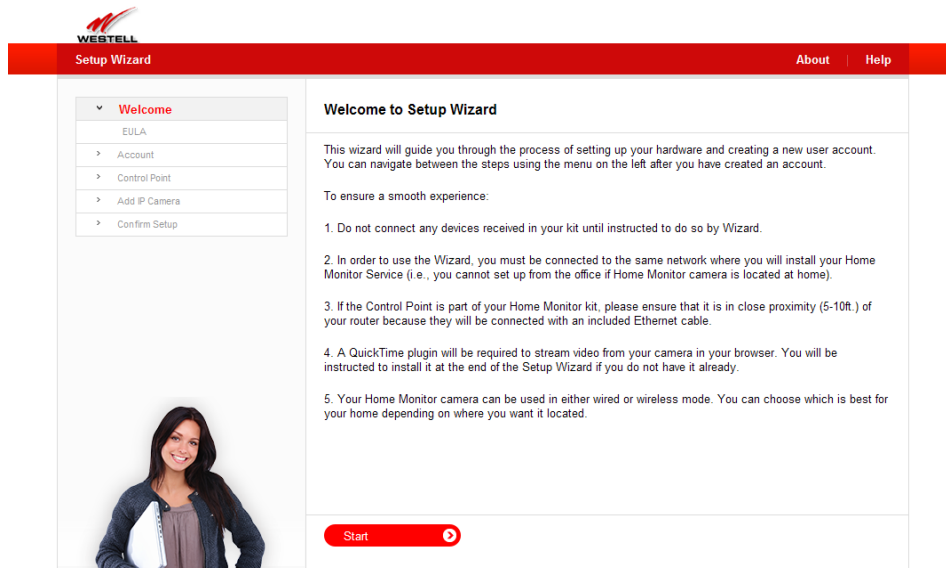 WESTELL
Setup Wizard
About
Help
Welcome
EULA
Account
Control Point
Add IP Camera
Confirm Setup
Welcome to Setup Wizard
This wizard will guide you through the process of setting up your hardware and creating a new user account.
You can navigate between the steps using the menu on the left after you have created an account.
To ensure a smooth experience:
1. Do not connect any devices received in your kit until instructed to do so by Wizard.
2. In order to use the Wizard, you must be connected to the same network where you will install your Home
Monitor Service (i.e., you cannot set up from the office if Home Monitor camera is located at home).
3. If the Control Point is part of your Home Monitor kit, please ensure that it is in close proximity (5-10ft.) of
your router because they will be connected with an included Ethernet cable.
4. A QuickTime plugin will be required to stream video from your camera in your browser. You will be
instructed to install it at the end of the Setup Wizard if you do not have it already.
5. Your Home Monitor camera can be used in either wired or wireless mode. You can choose which is best for
your home depending on where you want it located.
Start